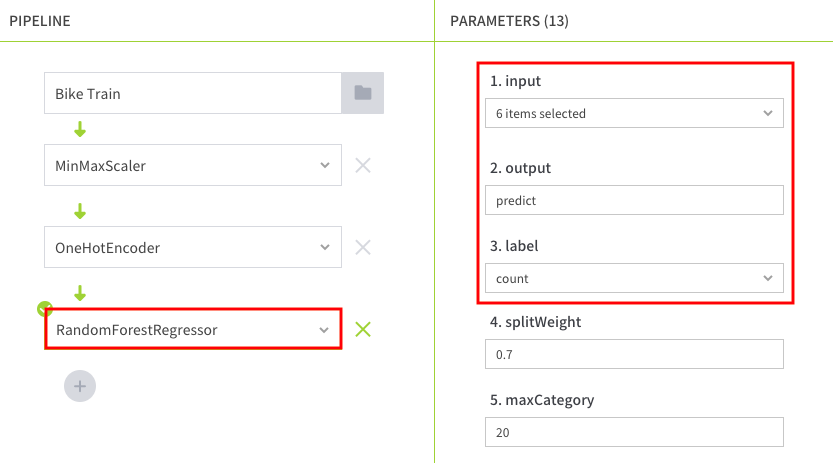 PIPELINE
Bike Train
MinMaxScaler
OneHotEncoder
RandomForestRegressor
PARAMETERS (13)
1. input
6 items selected
2. output
predict
3. label
count
4. splitWeight
0.7
5. maxCategory
20